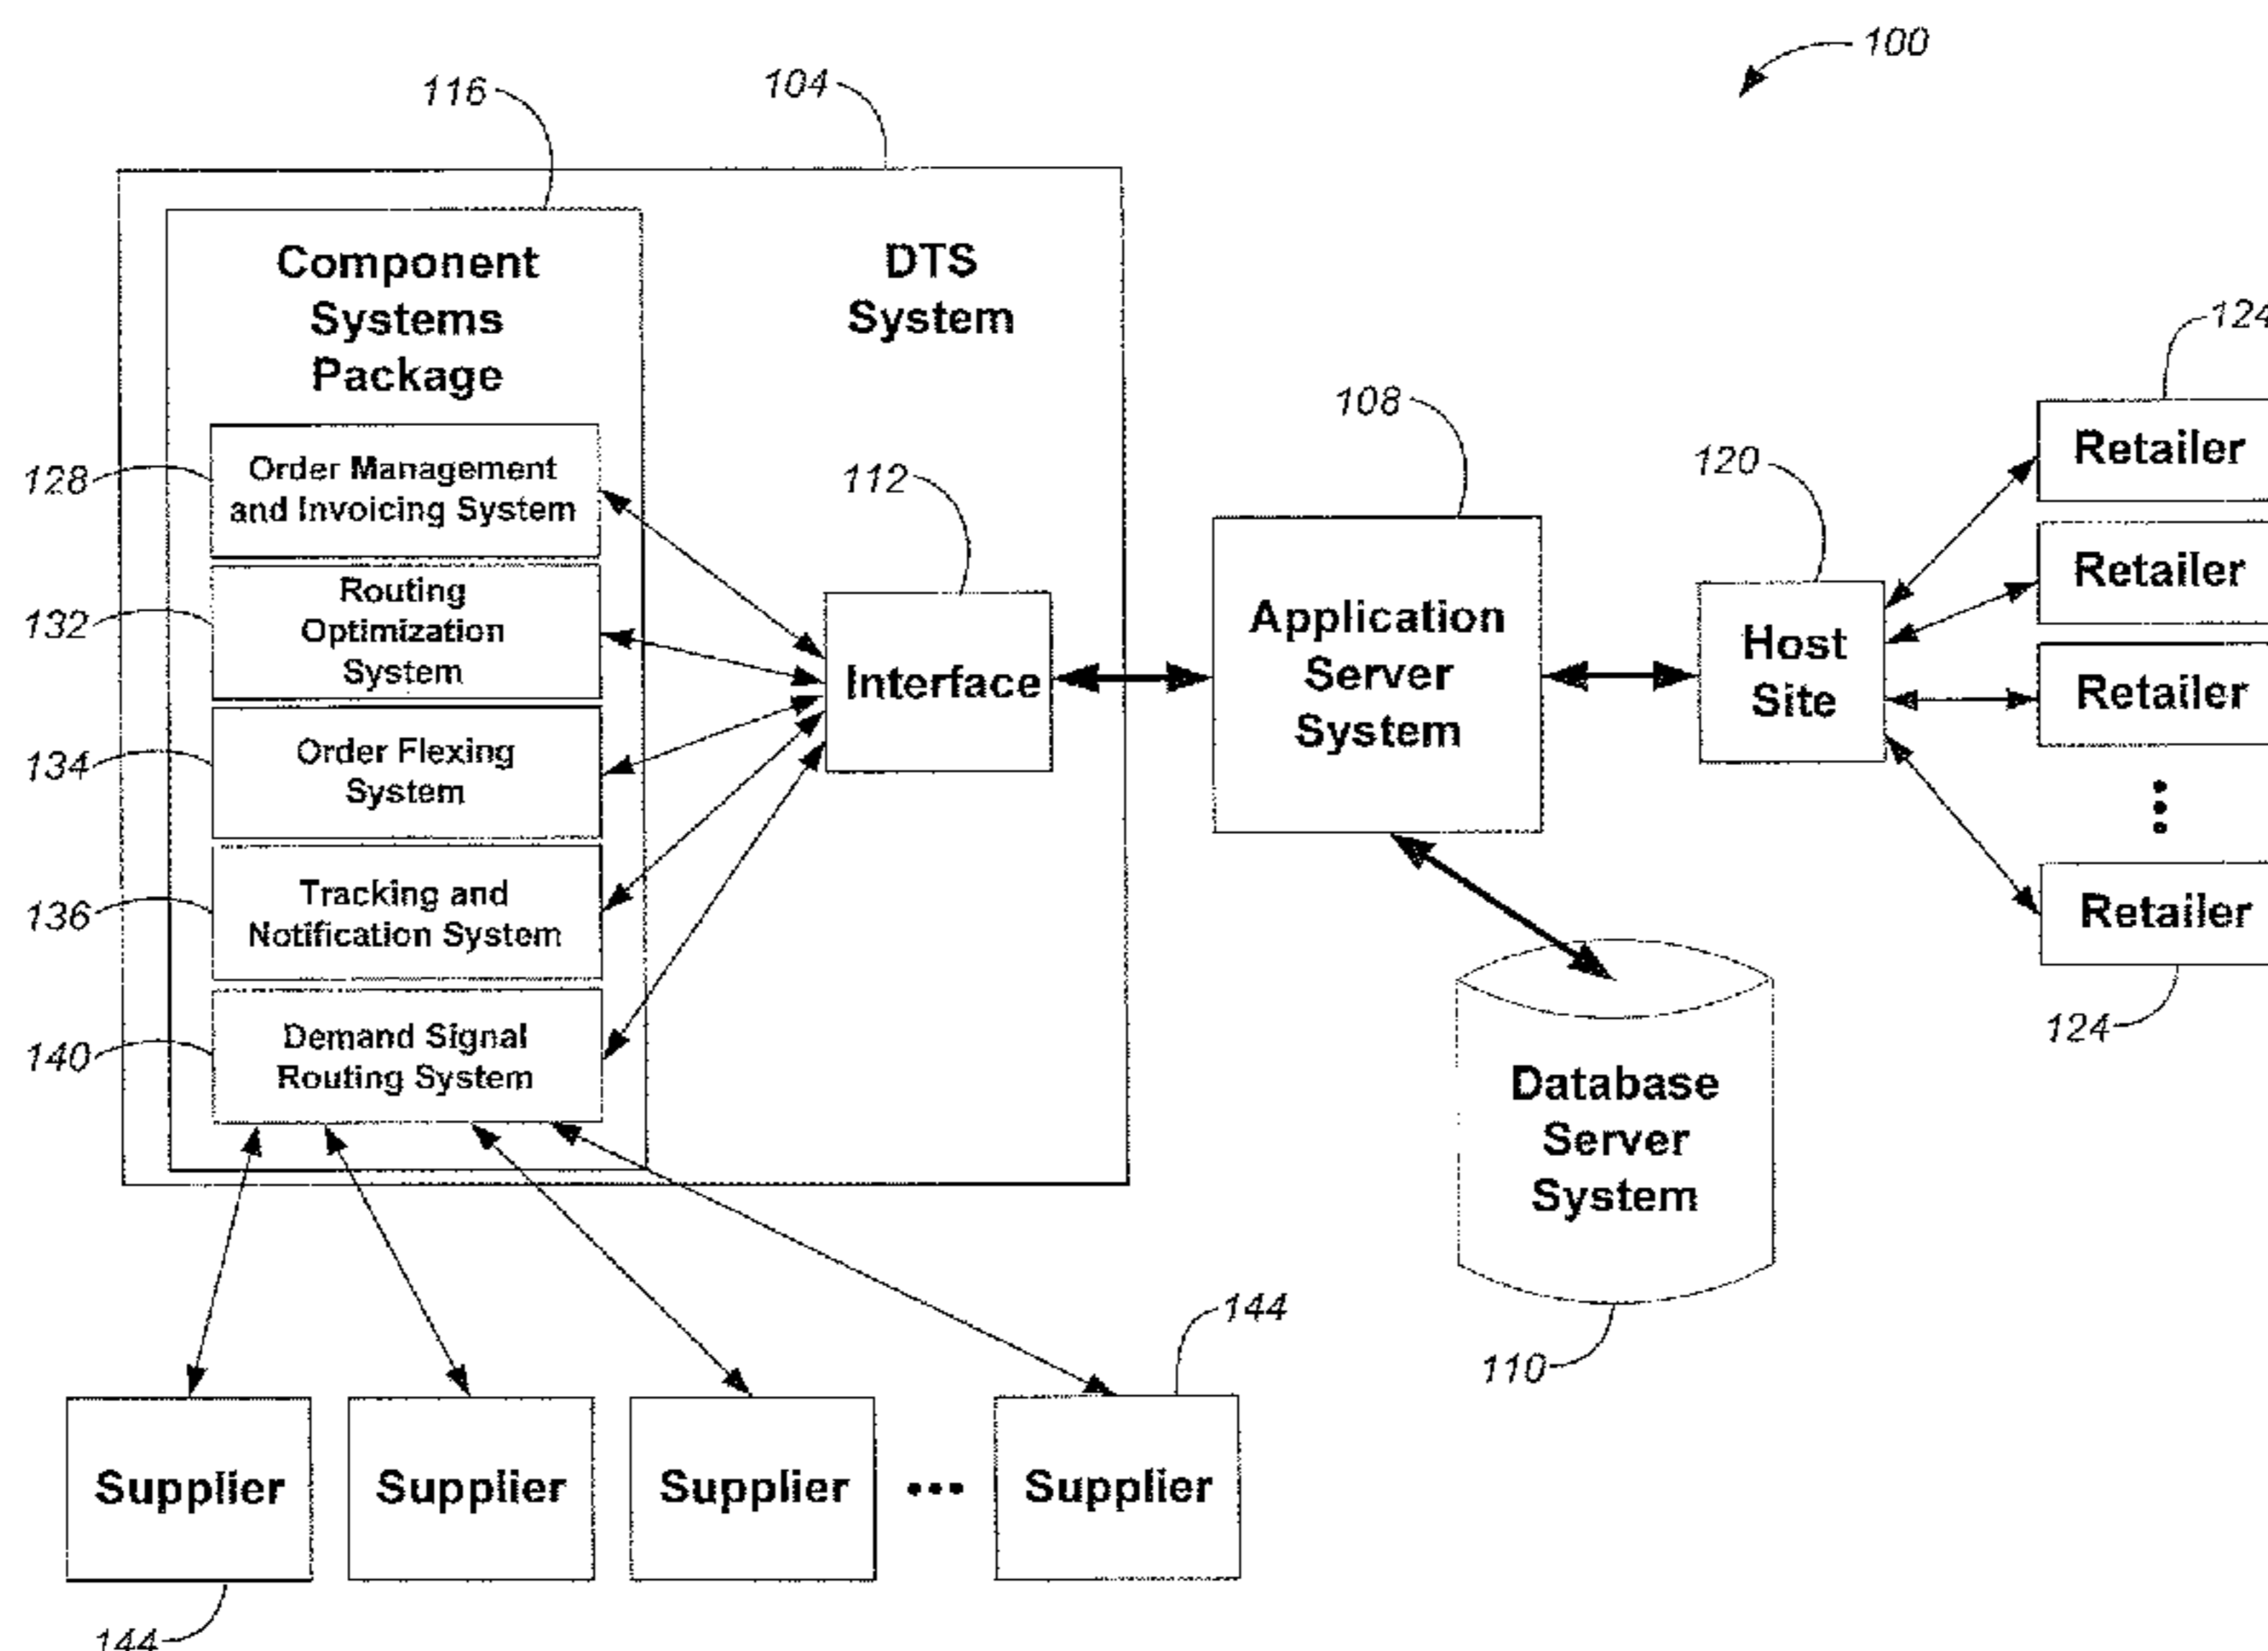 100
116
104
Component
Systems
Package
DTS
System
124
108
128
Order Management
and Invoicing System
112
120
Retailer
Retailer
132
Routing
Optimization
System
Interface
Application
Server
System
Host
Site
Retailer
134
Order Flexing
System
136
Tracking and
Notification System
Retailer
124
140
Demand Signal
Routing System
Database
Server
System
110
144
Supplier
Supplier
Supplier
Supplier
144